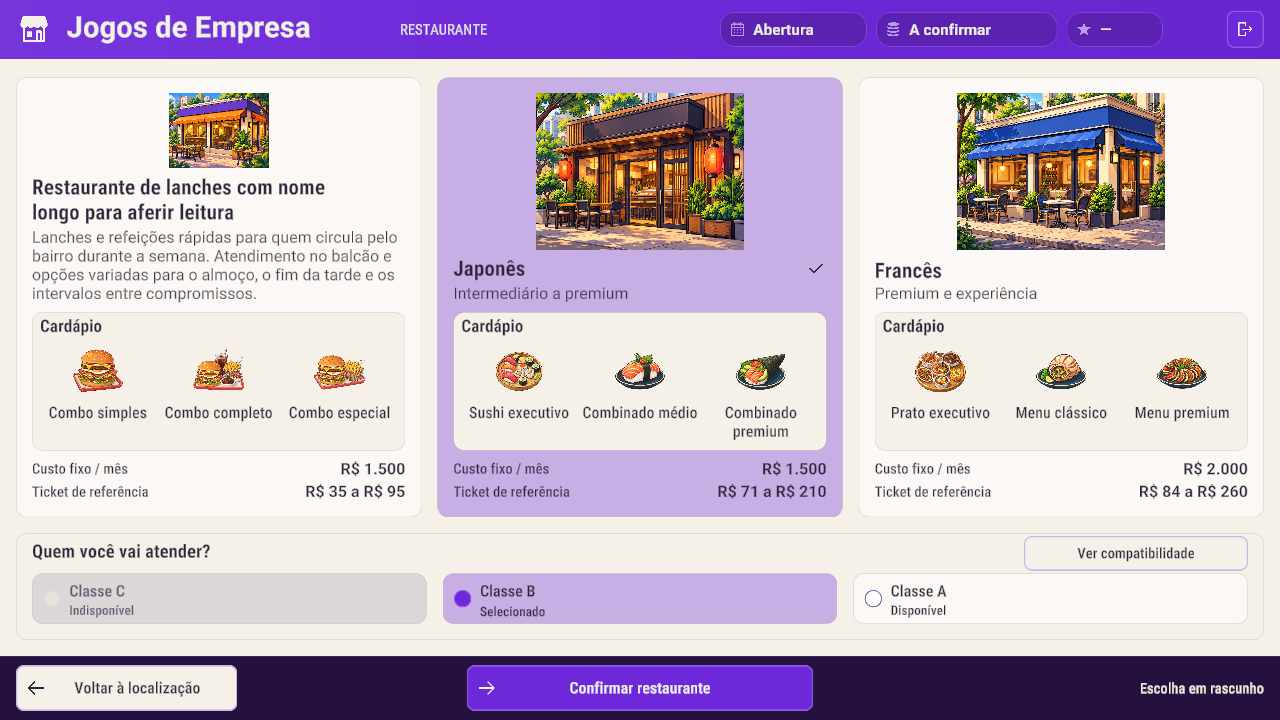 Jogos de Empresa
RESTAURANTE
Abertura
A confirmar
–
Restaurante de lanches com nome
longo para aferir leitura
Lanches e refeições rápidas para quem circula pelo
bairro durante a semana. Atendimento no balcão e
opções variadas para o almoço, o fim da tarde e os
intervalos entre compromissos.
Cardápio
Combo simples
Combo completo
Combo especial
Custo fixo / mês
R$ 1.500
Ticket de referência
R$ 35 a R$ 95
Japonês
Intermediário a premium
Cardápio
Sushi executivo
Combinado médio
Combinado
premium
Custo fixo / mês
R$ 1.500
Ticket de referência
R$ 71 a R$ 210
Francês
Premium e experiência
Cardápio
Prato executivo
Menu clássico
Menu premium
Custo fixo / mês
R$ 2.000
Ticket de referência
R$ 84 a R$ 260
Quem você vai atender?
Ver compatibilidade
Classe C
Indisponível
Classe B
Selecionado
Classe A
Disponível
Voltar à localização
Confirmar restaurante
Escolha em rascunho